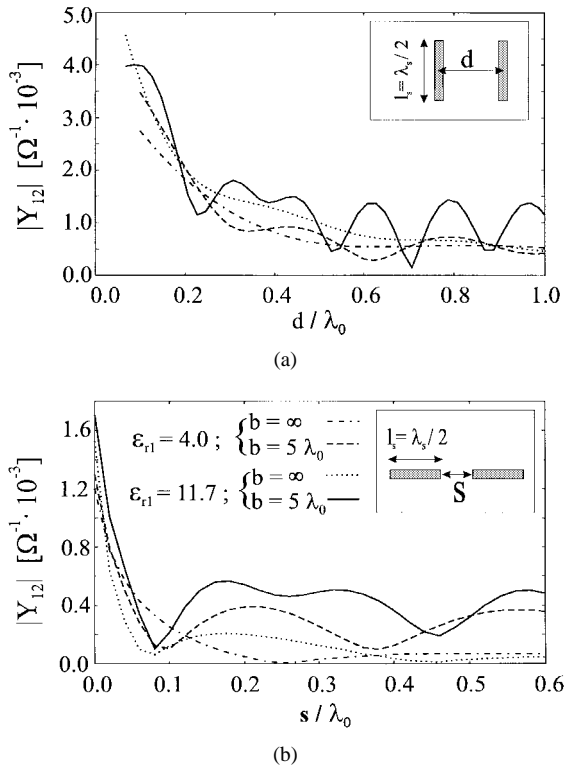 |Y₁₂| [Ω⁻¹· 10⁻³]
5.0
4.0
3.0
2.0
1.0
0.0
0.0 0.2 0.4 0.6 0.8 1.0
d / λ₀
lₛ= λₛ/ 2
d
(a)
|Y₁₂| [Ω⁻¹· 10⁻³]
1.6
1.2
0.8
0.4
0.0
0.0 0.1 0.2 0.3 0.4 0.5 0.6
s / λ₀
εr1 = 4.0 ; { b = ∞
b = 5 λ₀
εr1 = 11.7 ; { b = ∞
b = 5 λ₀
lₛ= λₛ/ 2
S
(b)